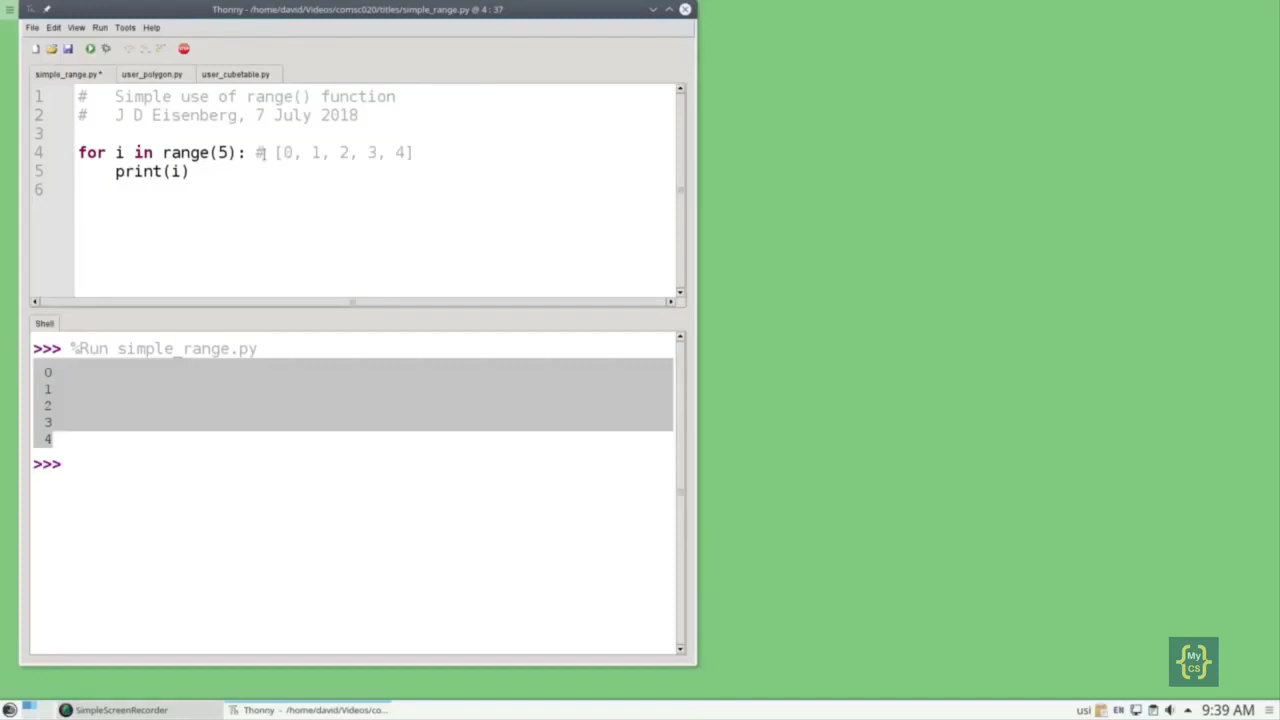 Thonny - /home/david/Videos/comsc020/titles/simple_range.py @ 4 : 37
File Edit View Run Tools Help
simple_range.py * user_polygon.py user_cubetable.py
1 #   Simple use of range() function
2 #   J D Eisenberg, 7 July 2018
3
4 for i in range(5): # [0, 1, 2, 3, 4]
5     print(i)
6
Shell
>>> %Run simple_range.py
0
1
2
3
4
>>>
My
CS
SimpleScreenRecorder Thonny - /home/david/Videos/co... usi EN 9:39 AM